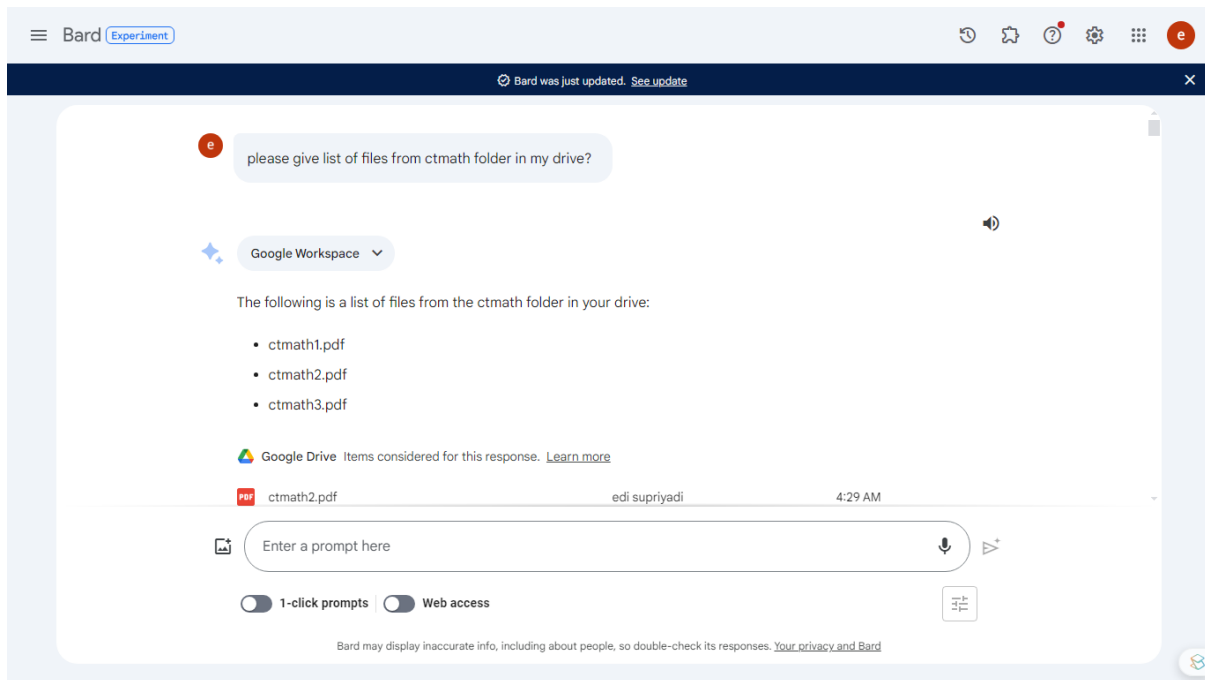 Bard Experiment
e
Bard was just updated. See update
e
please give list of files from ctmath folder in my drive?
Google Workspace
The following is a list of files from the ctmath folder in your drive:
• ctmath1.pdf
• ctmath2.pdf
• ctmath3.pdf
Google Drive Items considered for this response. Learn more
PDF ctmath2.pdf edi supriyadi 4:29 AM
Enter a prompt here
1-click prompts Web access
Bard may display inaccurate info, including about people, so double-check its responses. Your privacy and Bard